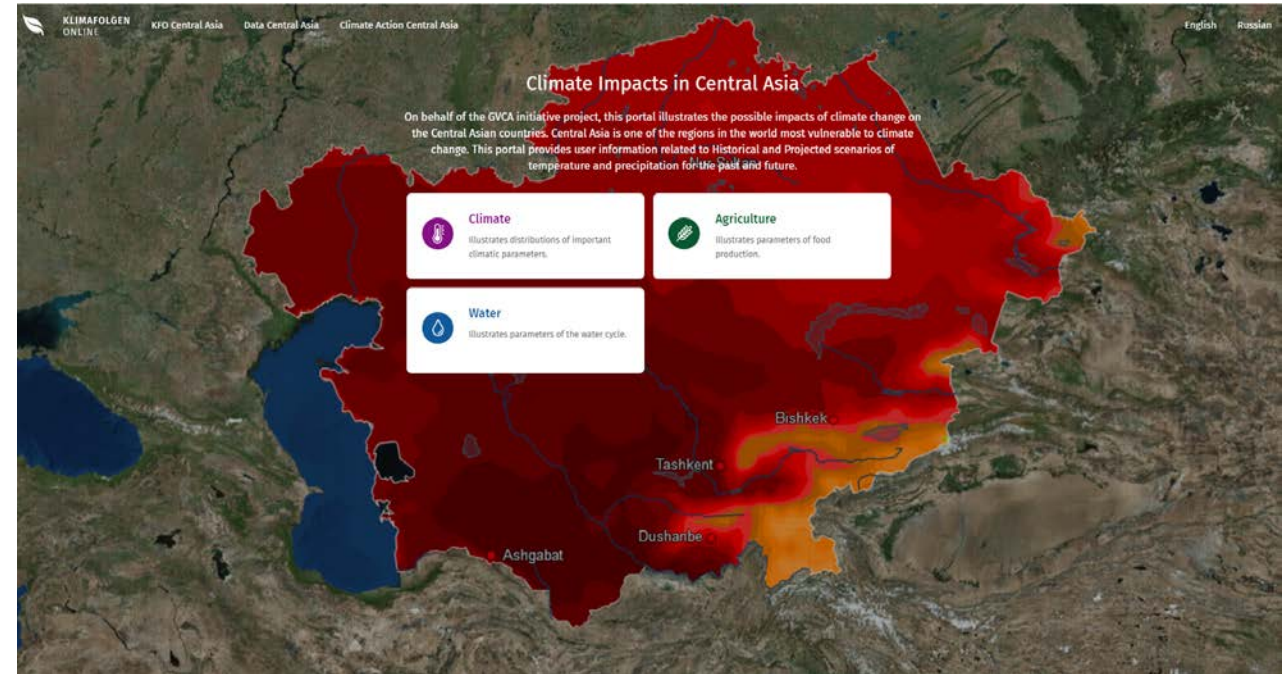 KLIMAFOLGEN
ONLINE
KFO Central Asia
Data Central Asia
Climate Action Central Asia
English
Russian
Climate Impacts in Central Asia
On behalf of the GVCA initiative project, this portal illustrates the possible impacts of climate change on
the Central Asian countries. Central Asia is one of the regions in the world most vulnerable to climate
change. This portal provides user information related to Historical and Projected scenarios of
temperature and precipitation for the past and future.
Nur-Sultan
Climate
Illustrates distributions of important
climatic parameters.
Agriculture
Illustrates parameters of food
production.
Water
Illustrates parameters of the water cycle.
Bishkek
Tashkent
Dushanbe
Ashgabat